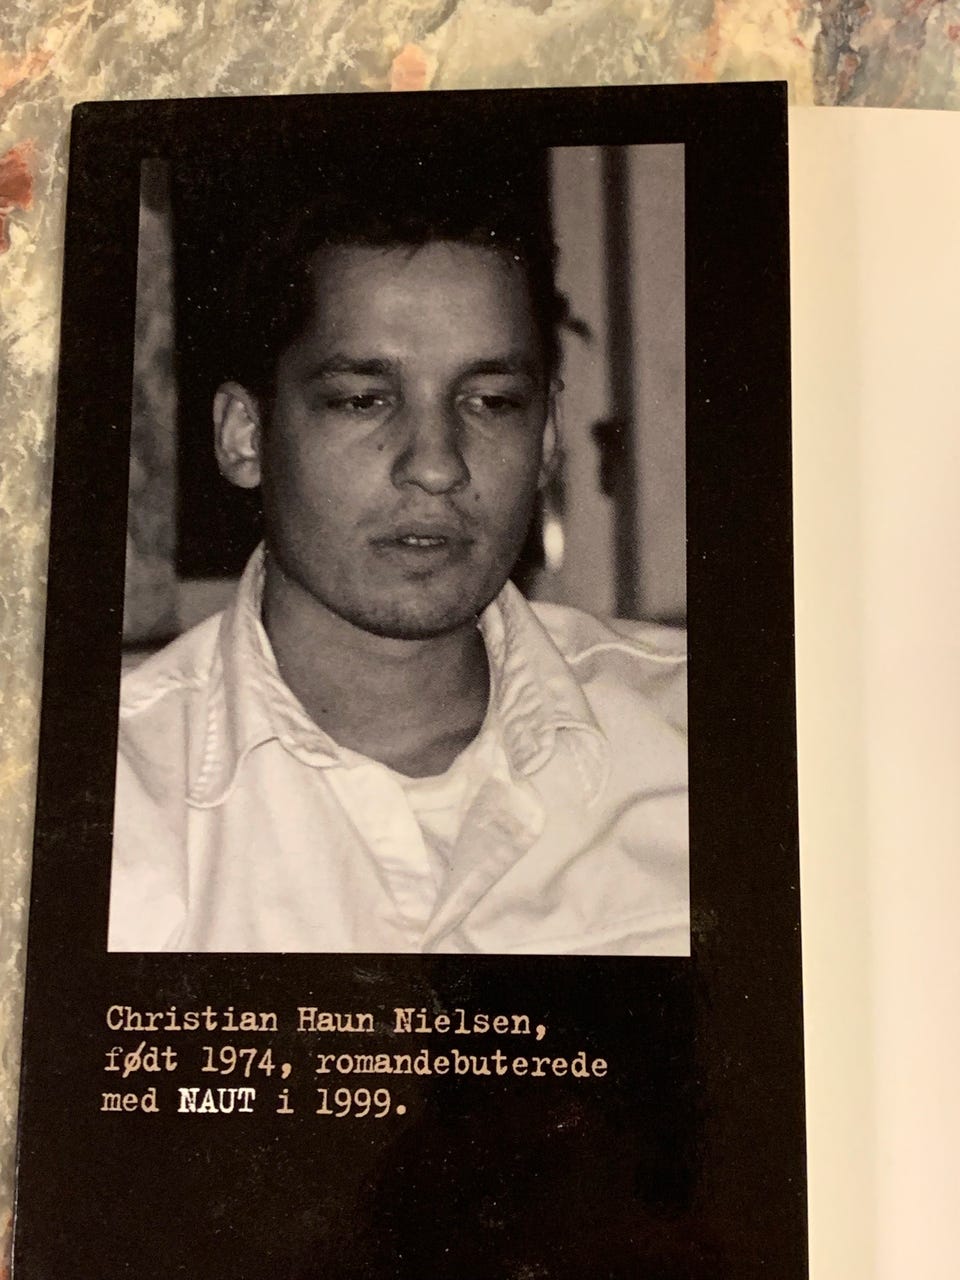 Christian Haun Nielsen,
født 1974, romandebuterede
med NAUT i 1999.